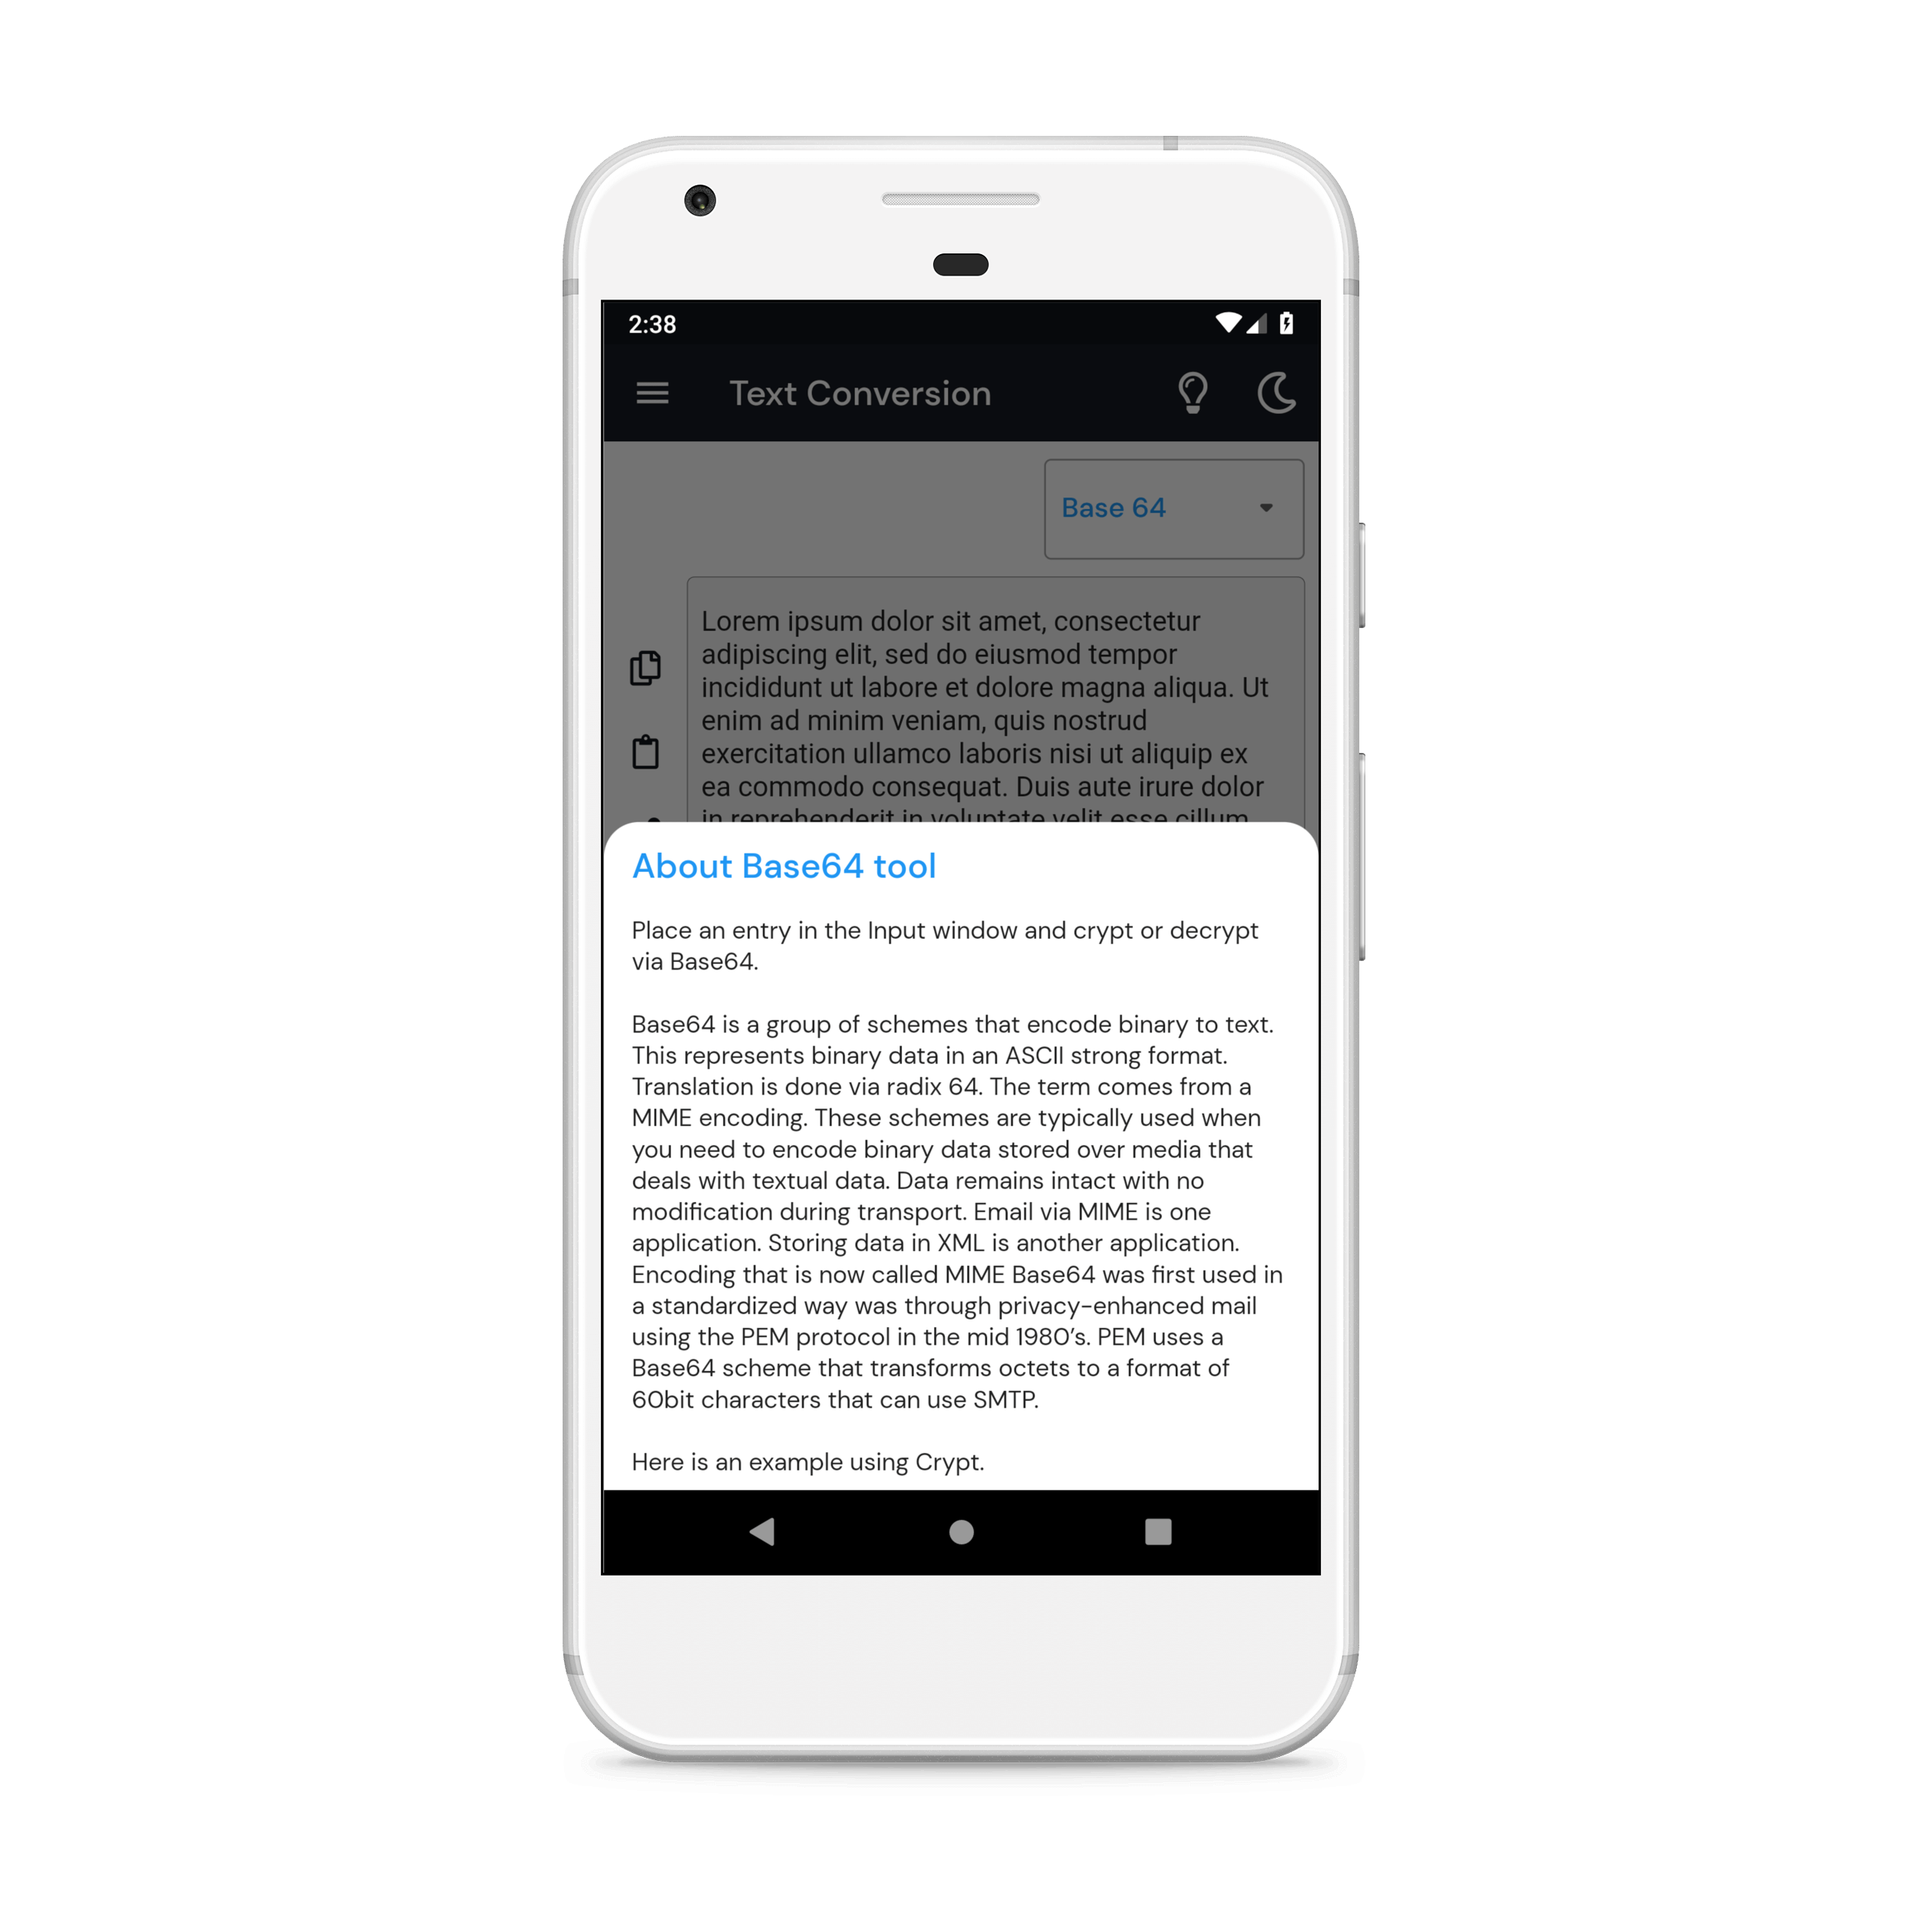 2:38
Text Conversion
Base 64
Lorem ipsum dolor sit amet, consectetur
adipiscing elit, sed do eiusmod tempor
incididunt ut labore et dolore magna aliqua. Ut
enim ad minim veniam, quis nostrud
exercitation ullamco laboris nisi ut aliquip ex
ea commodo consequat. Duis aute irure dolor
in reprehenderit in voluptate velit esse cillum
About Base64 tool
Place an entry in the Input window and crypt or decrypt
via Base64.
Base64 is a group of schemes that encode binary to text.
This represents binary data in an ASCII strong format.
Translation is done via radix 64. The term comes from a
MIME encoding. These schemes are typically used when
you need to encode binary data stored over media that
deals with textual data. Data remains intact with no
modification during transport. Email via MIME is one
application. Storing data in XML is another application.
Encoding that is now called MIME Base64 was first used in
a standardized way was through privacy-enhanced mail
using the PEM protocol in the mid 1980’s. PEM uses a
Base64 scheme that transforms octets to a format of
60bit characters that can use SMTP.
Here is an example using Crypt.